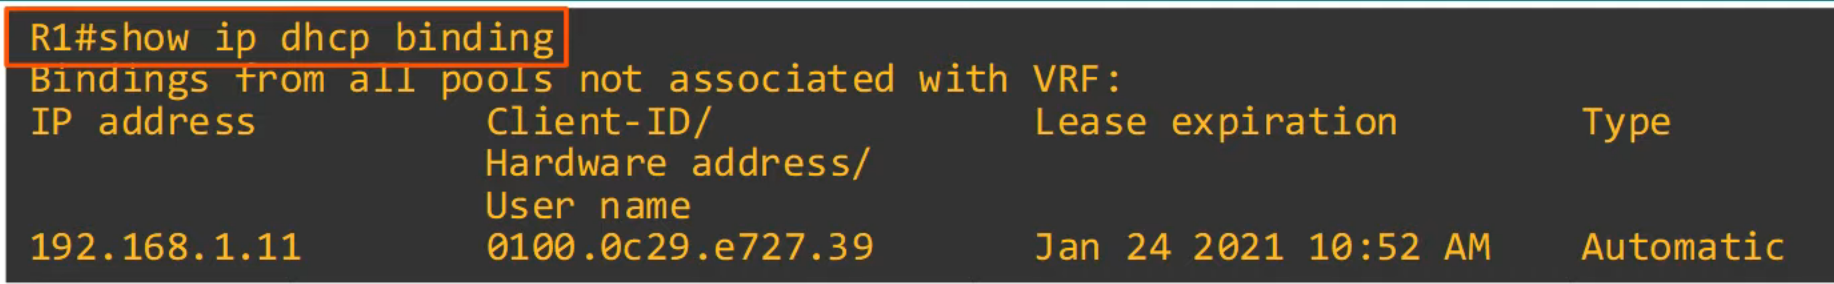 R1#show ip dhcp binding
Bindings from all pools not associated with VRF:
IP address Client-ID/ Lease expiration Type
Hardware address/
User name
192.168.1.11 0100.0c29.e727.39 Jan 24 2021 10:52 AM Automatic